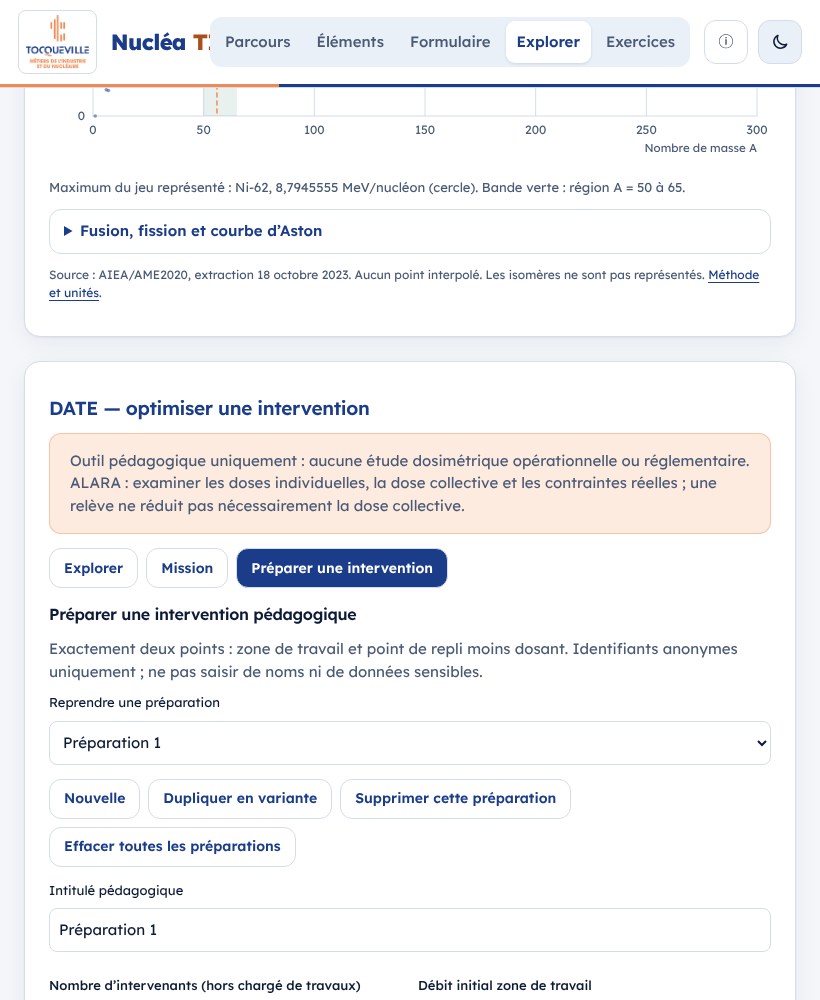 TOCQUEVILLE
MÉTIERS DE L'INDUSTRIE
ET DU NUCLÉAIRE
Nucléa
Parcours
Éléments
Formulaire
Explorer
Exercices
0
0 50 100 150 200 250 300
Nombre de masse A
Maximum du jeu représenté : Ni-62, 8,7945555 MeV/nucléon (cercle). Bande verte : région A = 50 à 65.
Fusion, fission et courbe d’Aston
Source : AIEA/AME2020, extraction 18 octobre 2023. Aucun point interpolé. Les isomères ne sont pas représentés. Méthode
et unités.
DATE — optimiser une intervention
Outil pédagogique uniquement : aucune étude dosimétrique opérationnelle ou réglementaire.
ALARA : examiner les doses individuelles, la dose collective et les contraintes réelles ; une
relève ne réduit pas nécessairement la dose collective.
Explorer
Mission
Préparer une intervention
Préparer une intervention pédagogique
Exactement deux points : zone de travail et point de repli moins dosant. Identifiants anonymes
uniquement ; ne pas saisir de noms ni de données sensibles.
Reprendre une préparation
Préparation 1
Nouvelle
Dupliquer en variante
Supprimer cette préparation
Effacer toutes les préparations
Intitulé pédagogique
Préparation 1
Nombre d’intervenants (hors chargé de travaux)
Débit initial zone de travail